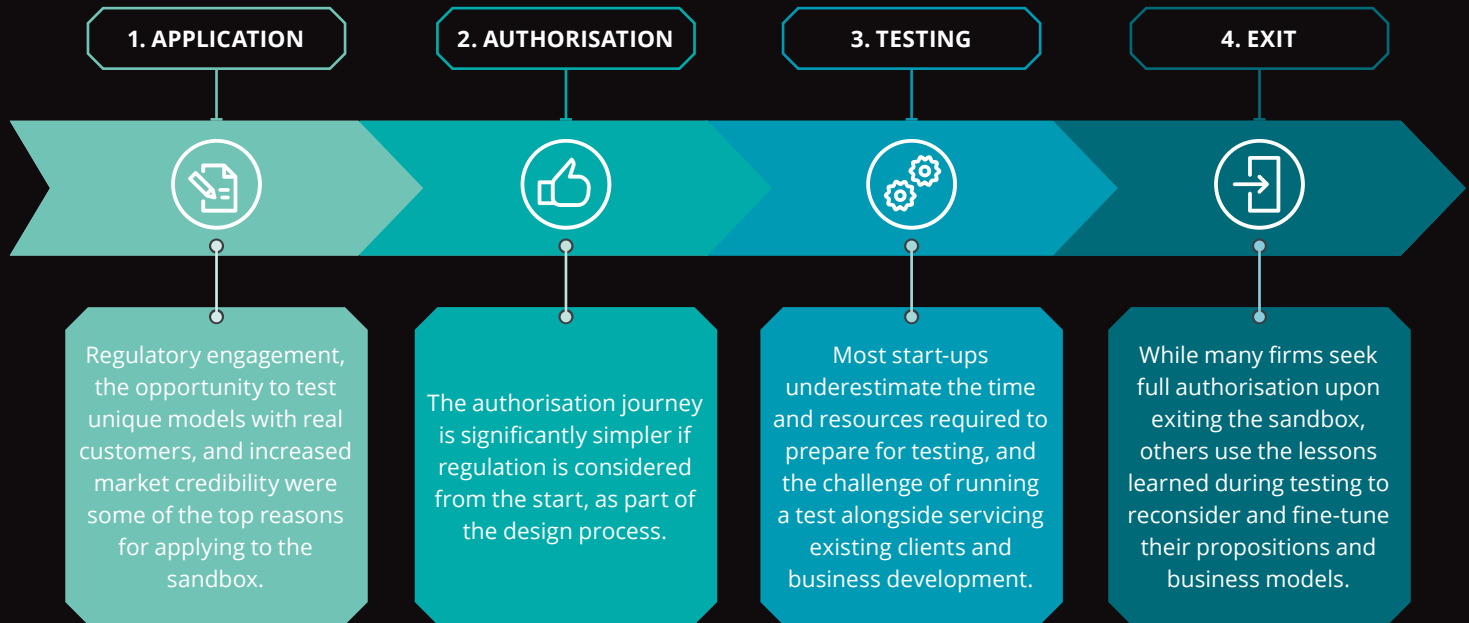 1. APPLICATION
2. AUTHORISATION
3. TESTING
4. EXIT
Regulatory engagement,
the opportunity to test
unique models with real
customers, and increased
market credibility were
some of the top reasons
for applying to the
sandbox.
The authorisation journey
is significantly simpler if
regulation is considered
from the start, as part of
the design process.
Most start-ups
underestimate the time
and resources required to
prepare for testing, and
the challenge of running
a test alongside servicing
existing clients and
business development.
While many firms seek
full authorisation upon
exiting the sandbox,
others use the lessons
learned during testing to
reconsider and fine-tune
their propositions and
business models.